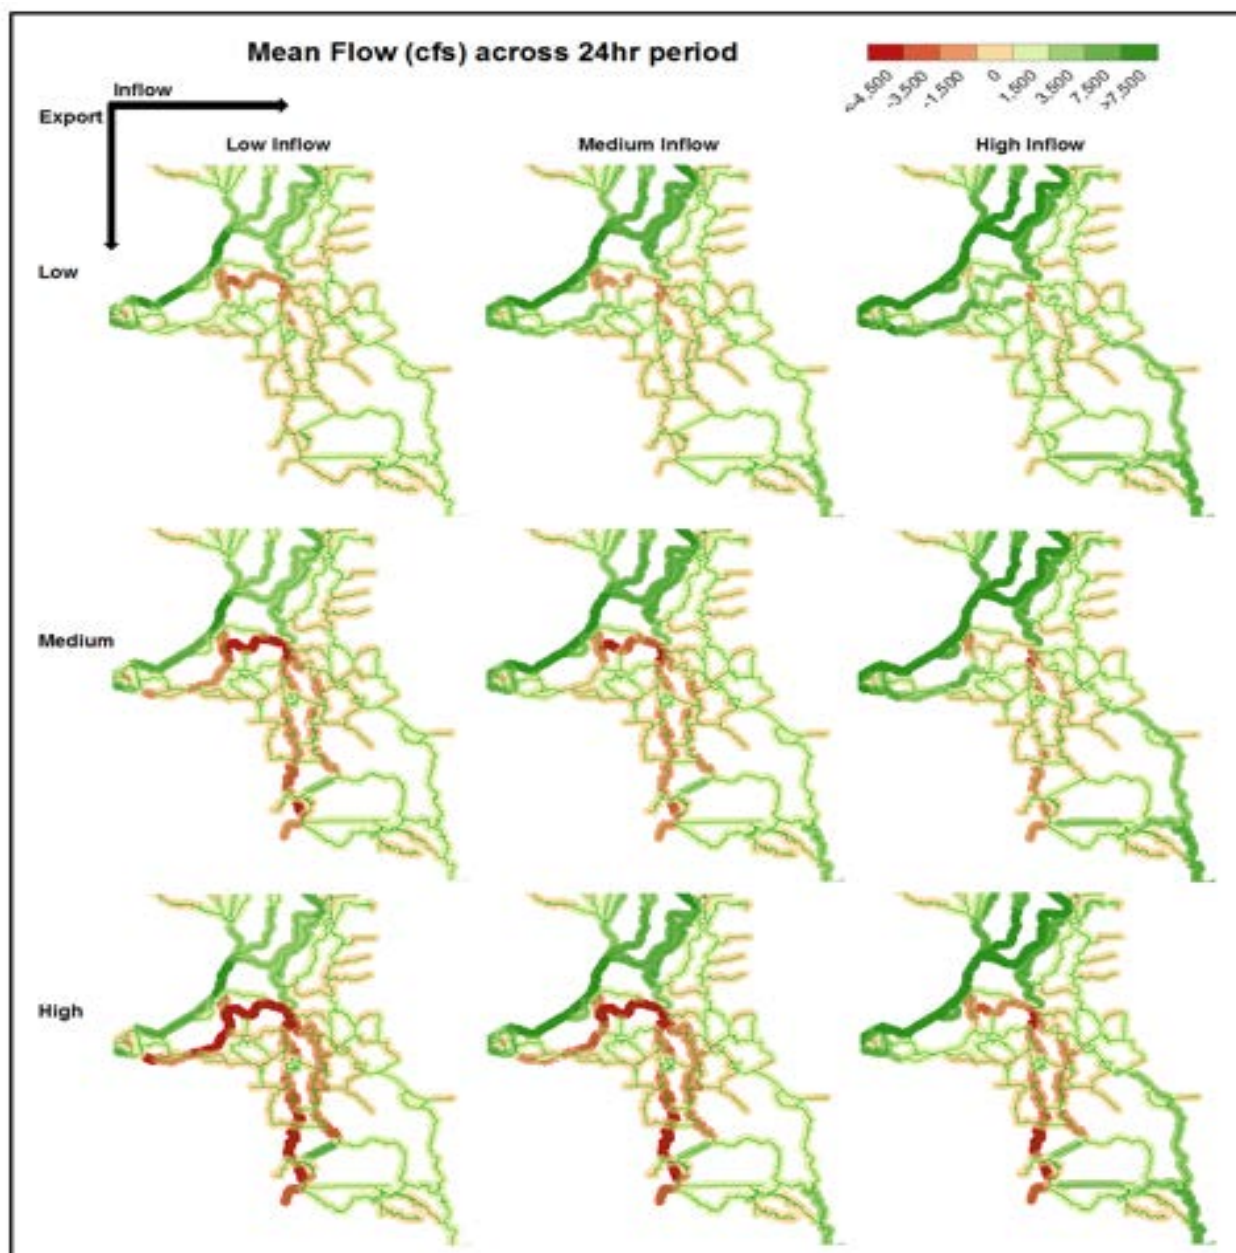 Mean Flow (cfs) across 24hr period
<-4,500
-3,500
-1,500
0
1,500
3,500
7,500
>7,500
Inflow
Export
Low Inflow
Medium Inflow
High Inflow
Low
Medium
High